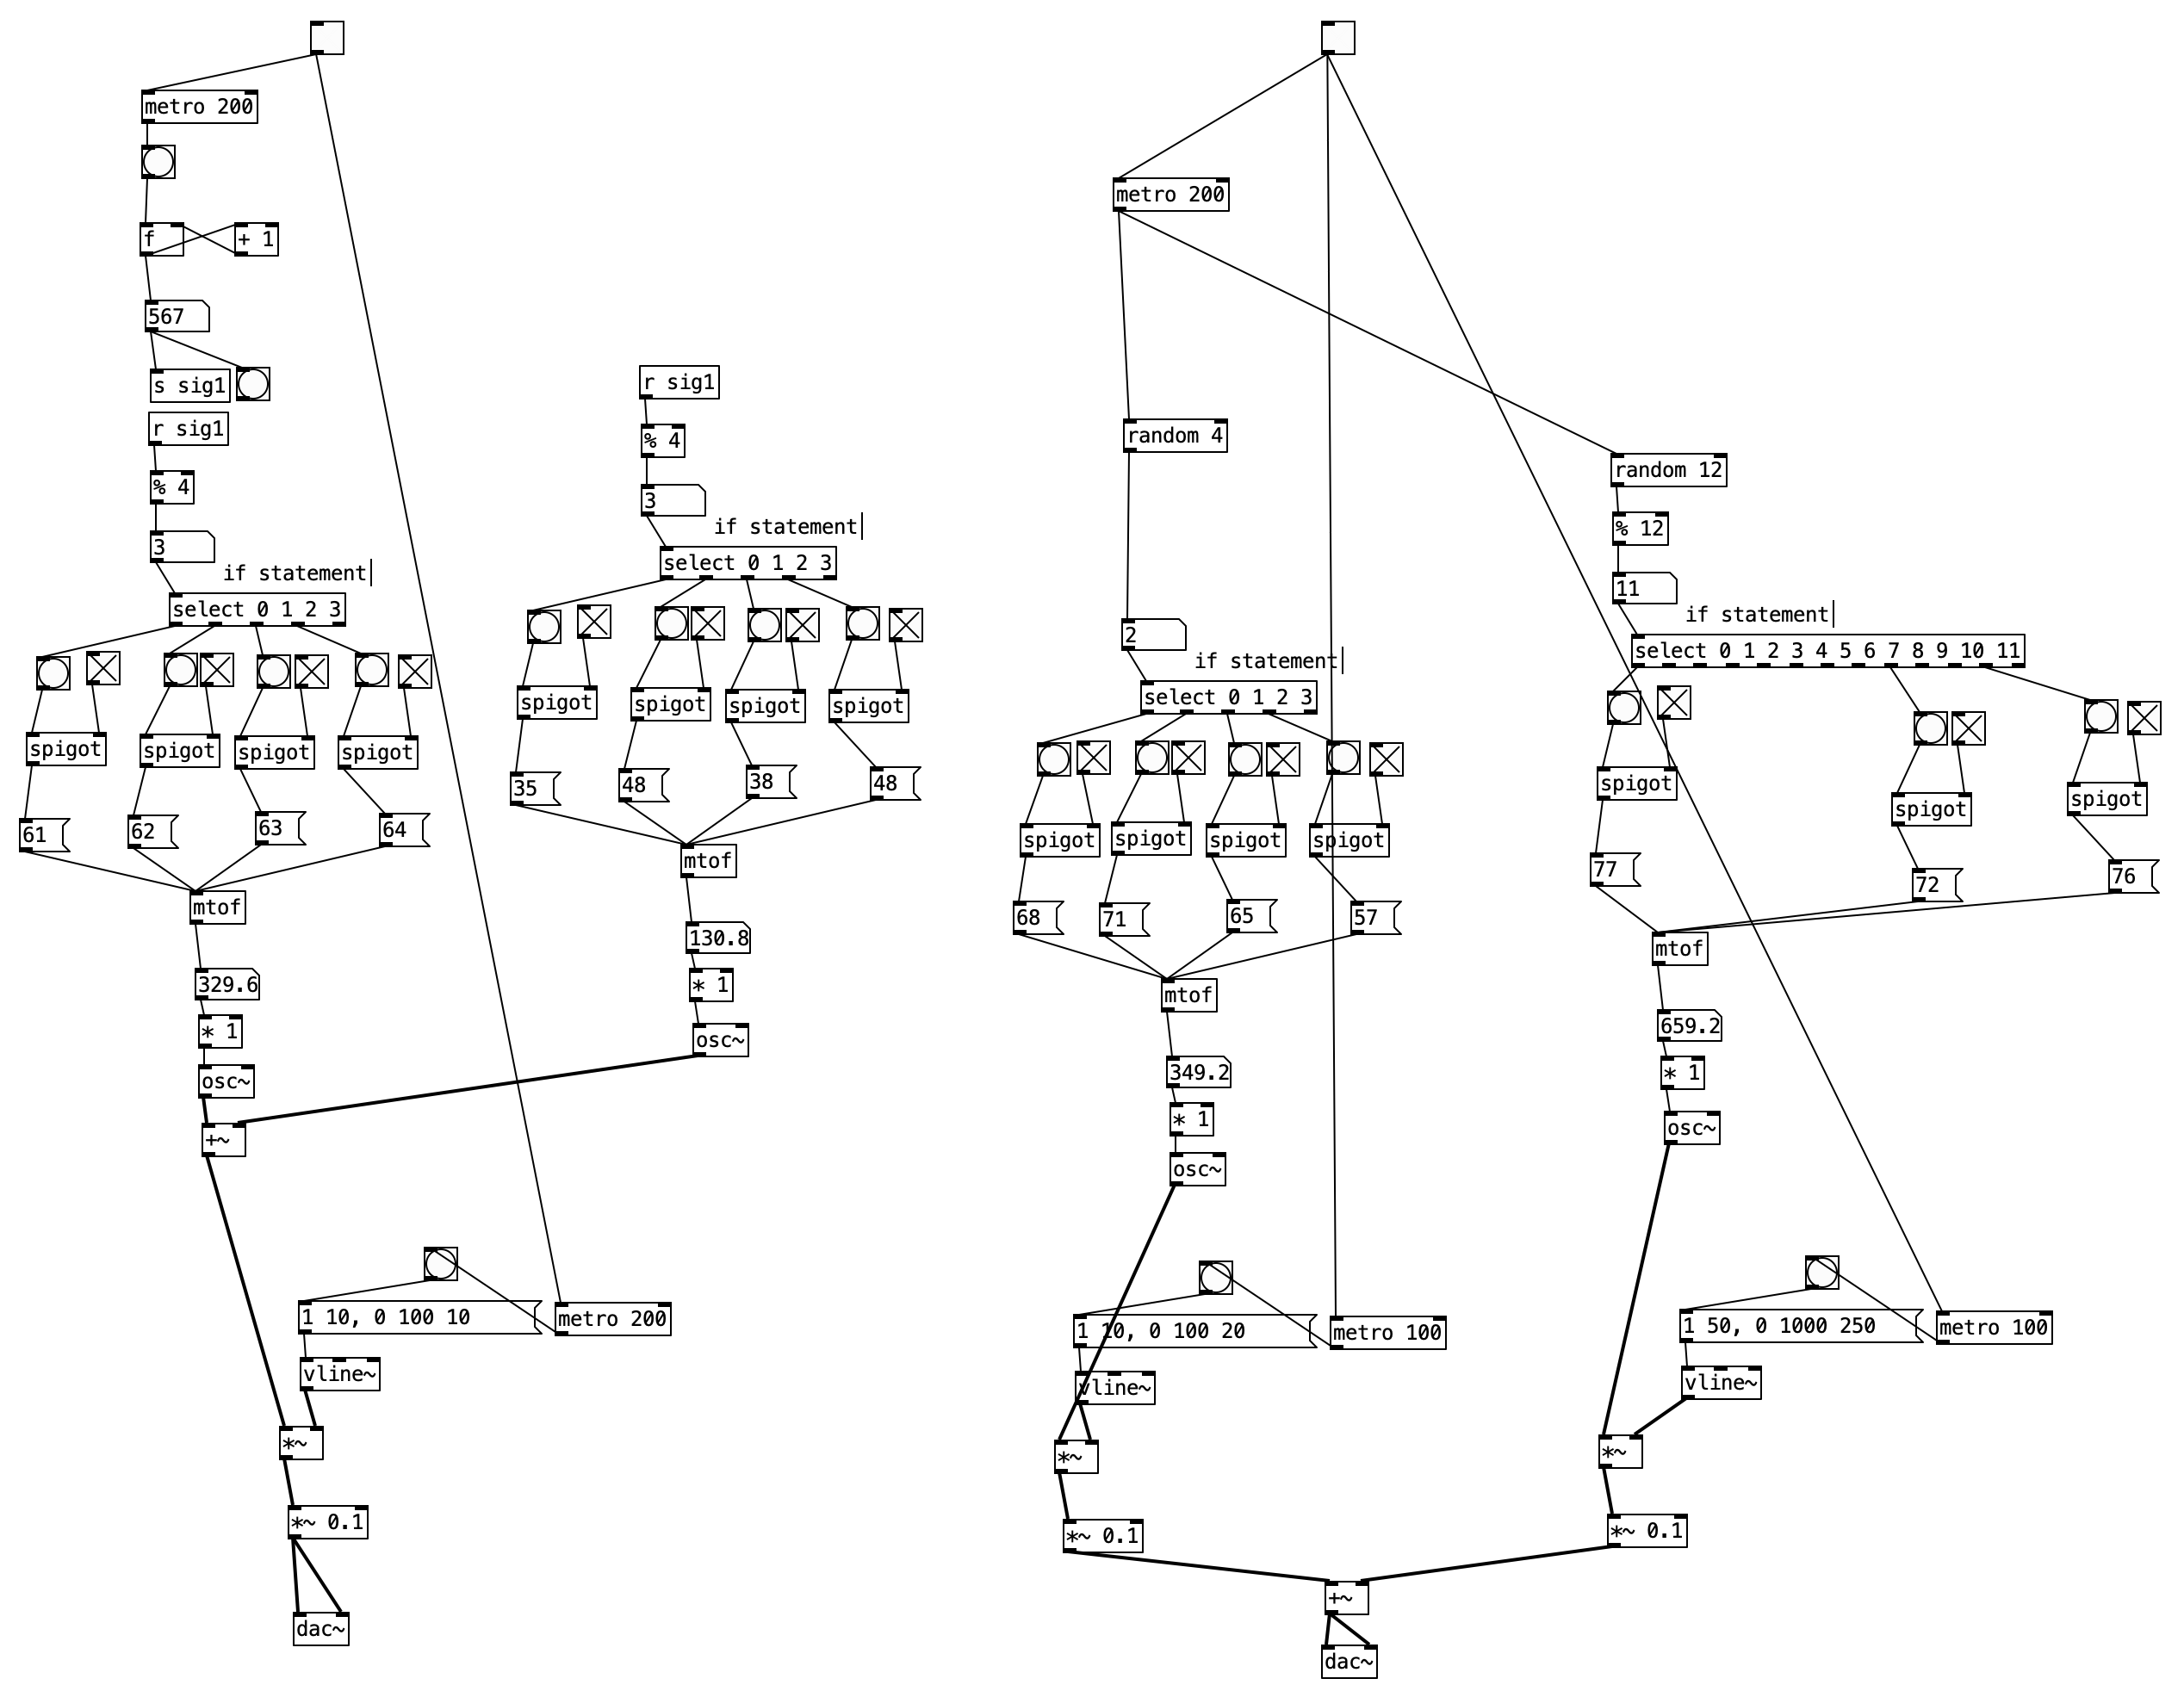 metro 200
f
+ 1
567
s sig1
r sig1
% 4
3
if statement
select 0 1 2 3
spigot
spigot
spigot
spigot
61
62
63
64
mtof
329.6
* 1
osc~
+~
1 10, 0 100 10
metro 200
vline~
*~
*~ 0.1
dac~
r sig1
% 4
3
if statement
select 0 1 2 3
spigot
spigot
spigot
spigot
35
48
38
48
mtof
130.8
* 1
osc~
metro 200
random 4
2
if statement
select 0 1 2 3
spigot
spigot
spigot
spigot
68
71
65
57
mtof
349.2
* 1
osc~
1 10, 0 100 20
metro 100
vline~
*~
*~ 0.1
random 12
% 12
11
if statement
select 0 1 2 3 4 5 6 7 8 9 10 11
spigot
spigot
spigot
77
72
76
mtof
659.2
* 1
osc~
1 50, 0 1000 250
metro 100
vline~
*~
*~ 0.1
+~
dac~